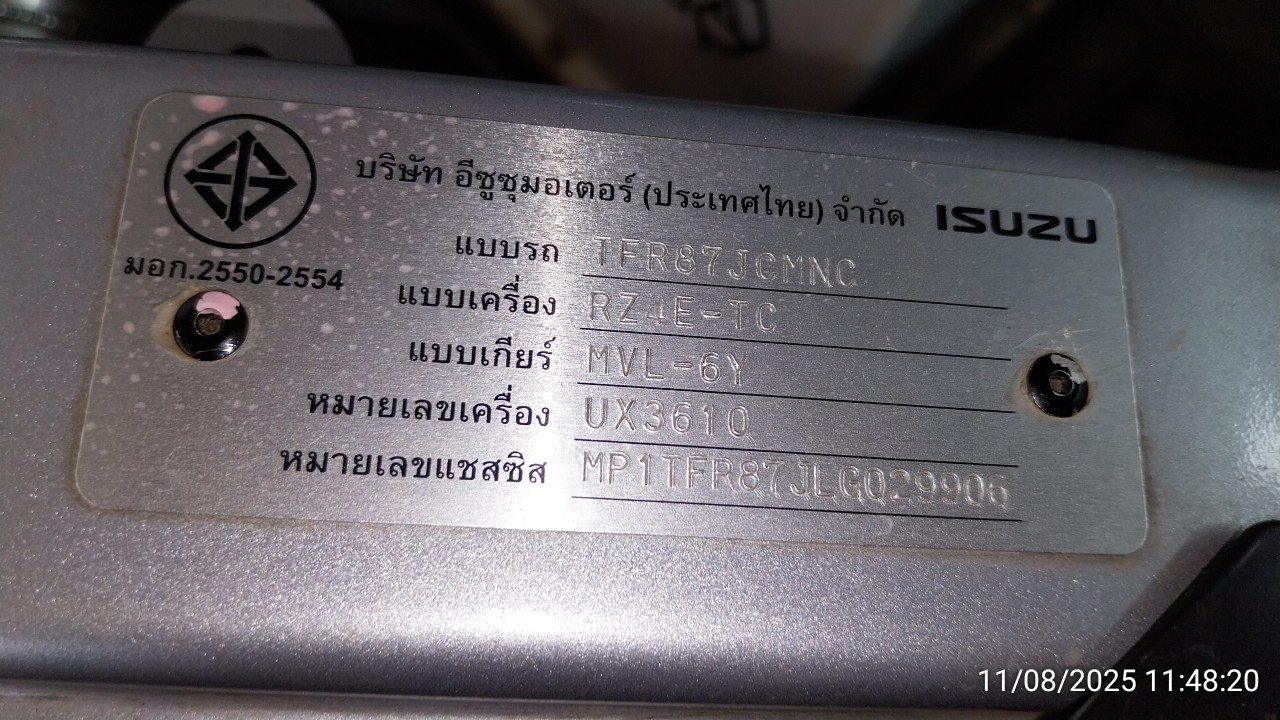 บริษัท อีซูซุมอเตอร์ (ประเทศไทย) จำกัด ISUZU
มอก.2550-2554
แบบรถ TFR87JCMNC
แบบเครื่อง RZ4E-TC
แบบเกียร์ MVL-6Y
หมายเลขเครื่อง UX3610
หมายเลขแชสซิส MP1TFR87JLG029906
11/08/2025 11:48:20